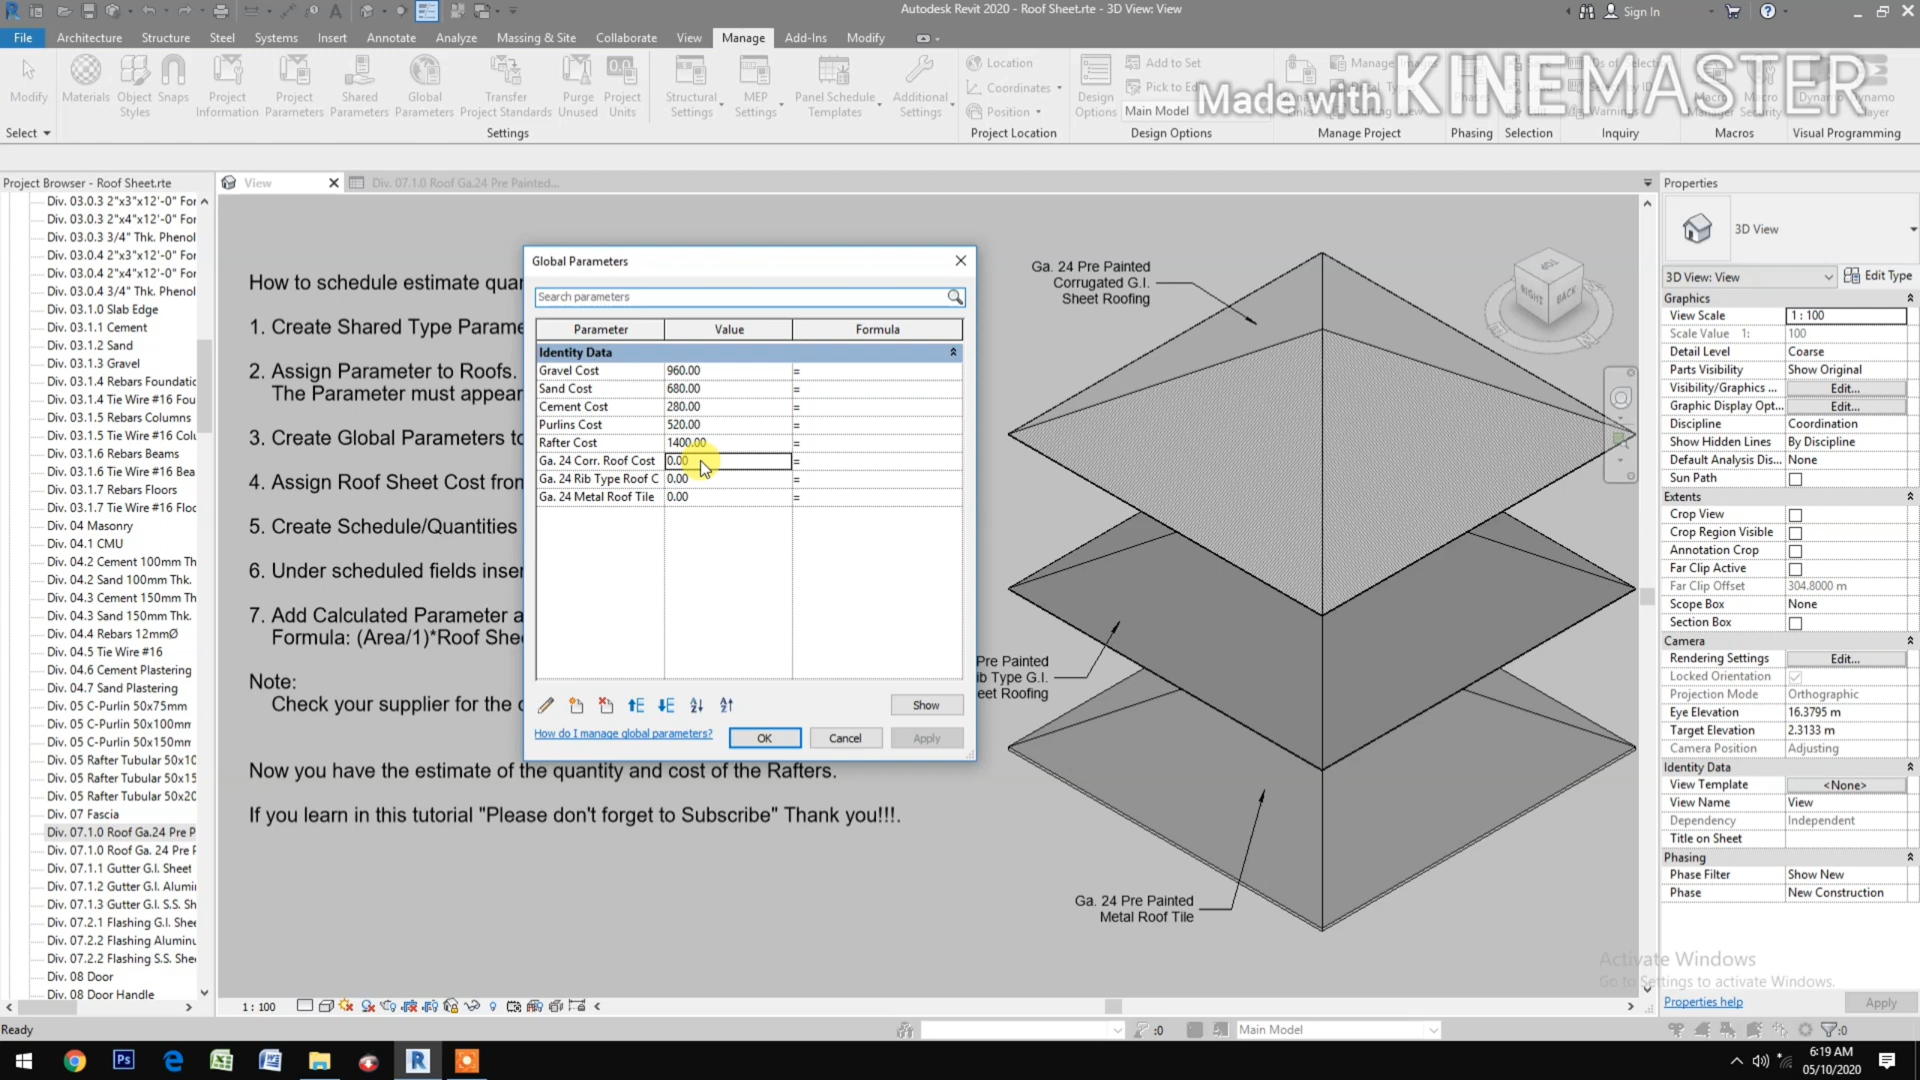 Autodesk Revit 2020 - Roof Sheet.rte - 3D View: View
Sign In
File Architecture Structure Steel Systems Insert Annotate Analyze Massing & Site Collaborate View Manage Add-Ins Modify
Modify
Materials
Object Styles
Snaps
Project Information
Project Parameters
Shared Parameters
Global Parameters
Transfer Project Standards
Purge Unused
Project Units
Structural Settings
MEP Settings
Panel Schedule Templates
Additional Settings
Location
Coordinates
Position
Design Options
Add to Set
Pick to Edit
Main Model
Made with KINEMASTER
Select
Settings
Project Location
Design Options
Manage Project
Phasing
Selection
Inquiry
Macros
Visual Programming
Project Browser - Roof Sheet.rte
Div. 03.0.3 2"x3"x12'-0" For
Div. 03.0.3 2"x4"x12'-0" For
Div. 03.0.3 3/4" Thk. Phenol
Div. 03.0.4 2"x3"x12'-0" For
Div. 03.0.4 2"x4"x12'-0" For
Div. 03.0.4 3/4" Thk. Phenol
Div. 03.1.0 Slab Edge
Div. 03.1.1 Cement
Div. 03.1.2 Sand
Div. 03.1.3 Gravel
Div. 03.1.4 Rebars Foundatic
Div. 03.1.4 Tie Wire #16 Fou
Div. 03.1.5 Rebars Columns
Div. 03.1.5 Tie Wire #16 Colu
Div. 03.1.6 Rebars Beams
Div. 03.1.6 Tie Wire #16 Bea
Div. 03.1.7 Rebars Floors
Div. 03.1.7 Tie Wire #16 Floo
Div. 04 Masonry
Div. 04.1 CMU
Div. 04.2 Cement 100mm Th
Div. 04.2 Sand 100mm Thk.
Div. 04.3 Cement 150mm Th
Div. 04.3 Sand 150mm Thk.
Div. 04.4 Rebars 12mmØ
Div. 04.5 Tie Wire #16
Div. 04.6 Cement Plastering
Div. 04.7 Sand Plastering
Div. 05 C-Purlin 50x75mm
Div. 05 C-Purlin 50x100mm
Div. 05 C-Purlin 50x150mm
Div. 05 Rafter Tubular 50x10
Div. 05 Rafter Tubular 50x15
Div. 05 Rafter Tubular 50x20
Div. 07 Fascia
Div. 07.1.0 Roof Ga.24 Pre P
Div. 07.1.0 Roof Ga. 24 Pre F
Div. 07.1.1 Gutter G.I. Sheet
Div. 07.1.2 Gutter G.I. Alumii
Div. 07.1.3 Gutter G.I. S.S. Sh
Div. 07.2.1 Flashing G.I. Shee
Div. 07.2.2 Flashing Aluminu
Div. 07.2.2 Flashing S.S. Shee
Div. 08 Door
Div. 08 Door Handle
View
Div. 07.1.0 Roof Ga.24 Pre Painted...
How to schedule estimate quan
1. Create Shared Type Parame
2. Assign Parameter to Roofs.
The Parameter must appear
3. Create Global Parameters to
4. Assign Roof Sheet Cost from
5. Create Schedule/Quantities
6. Under scheduled fields inser
7. Add Calculated Parameter a
Formula: (Area/1)*Roof Shee
Note:
Check your supplier for the c
Now you have the estimate of the quantity and cost of the Rafters.
If you learn in this tutorial "Please don't forget to Subscribe" Thank you!!!.
Global Parameters
Search parameters
Parameter Value Formula
Identity Data
Gravel Cost 960.00 =
Sand Cost 680.00 =
Cement Cost 280.00 =
Purlins Cost 520.00 =
Rafter Cost 1400.00 =
Ga. 24 Corr. Roof Cost 0.00 =
Ga. 24 Rib Type Roof C 0.00 =
Ga. 24 Metal Roof Tile 0.00 =
Show
How do I manage global parameters?
OK Cancel Apply
Ga. 24 Pre Painted
Corrugated G.I.
Sheet Roofing
Pre Painted
ib Type G.I.
eet Roofing
Ga. 24 Pre Painted
Metal Roof Tile
TOP
RIGHT
BACK
Properties
3D View
3D View: View Edit Type
Graphics
View Scale 1 : 100
Scale Value 1: 100
Detail Level Coarse
Parts Visibility Show Original
Visibility/Graphics ... Edit...
Graphic Display Opt... Edit...
Discipline Coordination
Show Hidden Lines By Discipline
Default Analysis Dis... None
Sun Path
Extents
Crop View
Crop Region Visible
Annotation Crop
Far Clip Active
Far Clip Offset 304.8000 m
Scope Box None
Section Box
Camera
Rendering Settings Edit...
Locked Orientation
Projection Mode Orthographic
Eye Elevation 16.3795 m
Target Elevation 2.3133 m
Camera Position Adjusting
Identity Data
View Template <None>
View Name View
Dependency Independent
Title on Sheet
Phasing
Phase Filter Show New
Phase New Construction
Activate Windows
Go to Settings to activate Windows.
Properties help Apply
1 : 100
Ready
:0
Main Model
:0
6:19 AM
05/10/2020